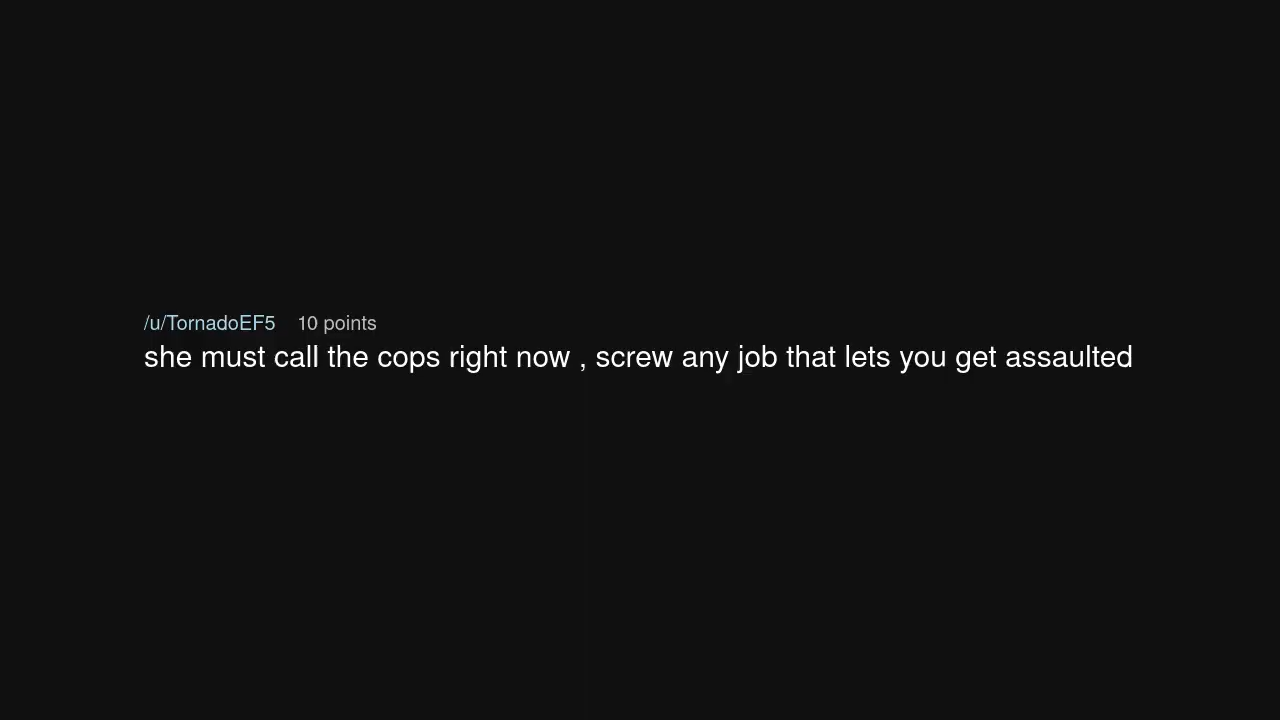 /u/TornadoEF5 10 points
she must call the cops right now , screw any job that lets you get assaulted